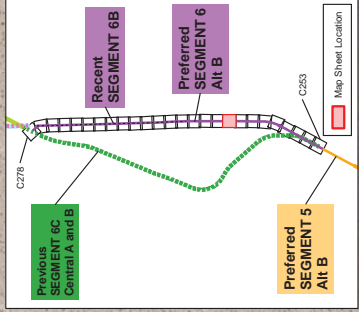 C278
Previous
SEGMENT 6C
Central A and B
Recent
SEGMENT 6B
Preferred
SEGMENT 6
Alt B
Preferred
SEGMENT 5
Alt B
C253
Map Sheet Location